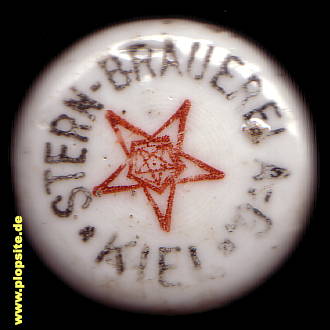 STERN-BRAUEREI A-G
* KIEL *
www.plopsite.de